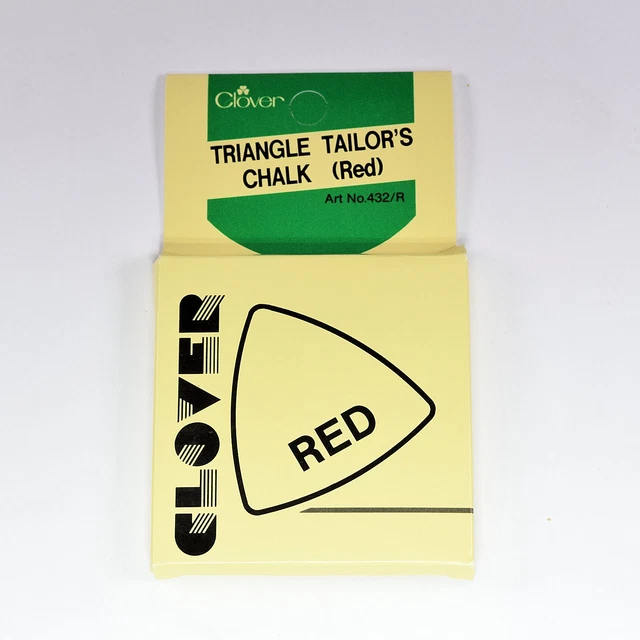 Clover
TRIANGLE TAILOR'S
CHALK (Red)
Art No.432/R
CLOVER
RED